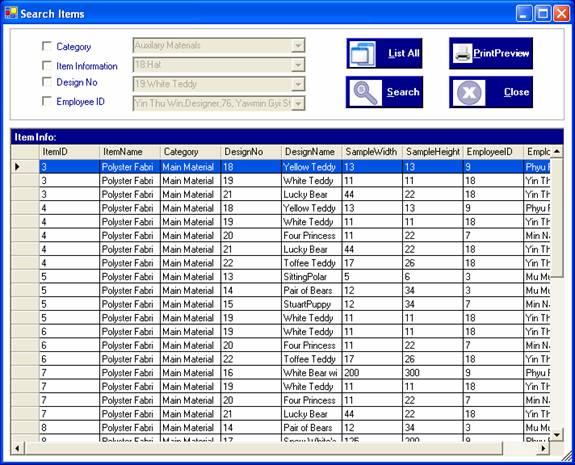 Search Items
Category Auxilary Materials List All PrintPreview
Item Information 18:Hat
Design No 19:White Teddy Search Close
Employee ID Yin Thu Win,Designer,76, Yawmin Gyi St
Item Info:
ItemID ItemName Category DesignNo DesignName SampleWidth SampleHeight EmployeeID Emplo
3 Polyster Fabri Main Material 18 Yellow Teddy 13 13 9 Phyu
3 Polyster Fabri Main Material 19 White Teddy 11 11 18 Yin Th
3 Polyster Fabri Main Material 21 Lucky Bear 44 22 18 Yin Th
4 Polyster Fabri Main Material 18 Yellow Teddy 13 13 9 Phyu
4 Polyster Fabri Main Material 19 White Teddy 11 11 18 Yin Th
4 Polyster Fabri Main Material 20 Four Princess 11 22 7 Min
4 Polyster Fabri Main Material 21 Lucky Bear 44 22 18 Yin Th
4 Polyster Fabri Main Material 22 Toffee Teddy 17 26 18 Yin Th
5 Polyster Fabri Main Material 13 SittingPolar 5 6 3 Mu Mu
5 Polyster Fabri Main Material 14 Pair of Bears 12 34 3 Mu Mu
5 Polyster Fabri Main Material 15 StuartPuppy 12 34 7 Min
6 Polyster Fabri Main Material 19 White Teddy 11 11 18 Yin Th
6 Polyster Fabri Main Material 20 Four Princess 11 22 7 Min
6 Polyster Fabri Main Material 22 Toffee Teddy 17 26 18 Yin Th
7 Polyster Fabri Main Material 16 White Bear wi 200 300 9 Phyu
7 Polyster Fabri Main Material 19 White Teddy 11 11 18 Yin Th
7 Polyster Fabri Main Material 20 Four Princess 11 22 7 Min
7 Polyster Fabri Main Material 21 Lucky Bear 44 22 18 Yin Th
8 Polyster Fabri Main Material 14 Pair of Bears 12 34 3 Mu Mu
8 Polyster Fabri Main Material 17 Snow White's 125 200 9